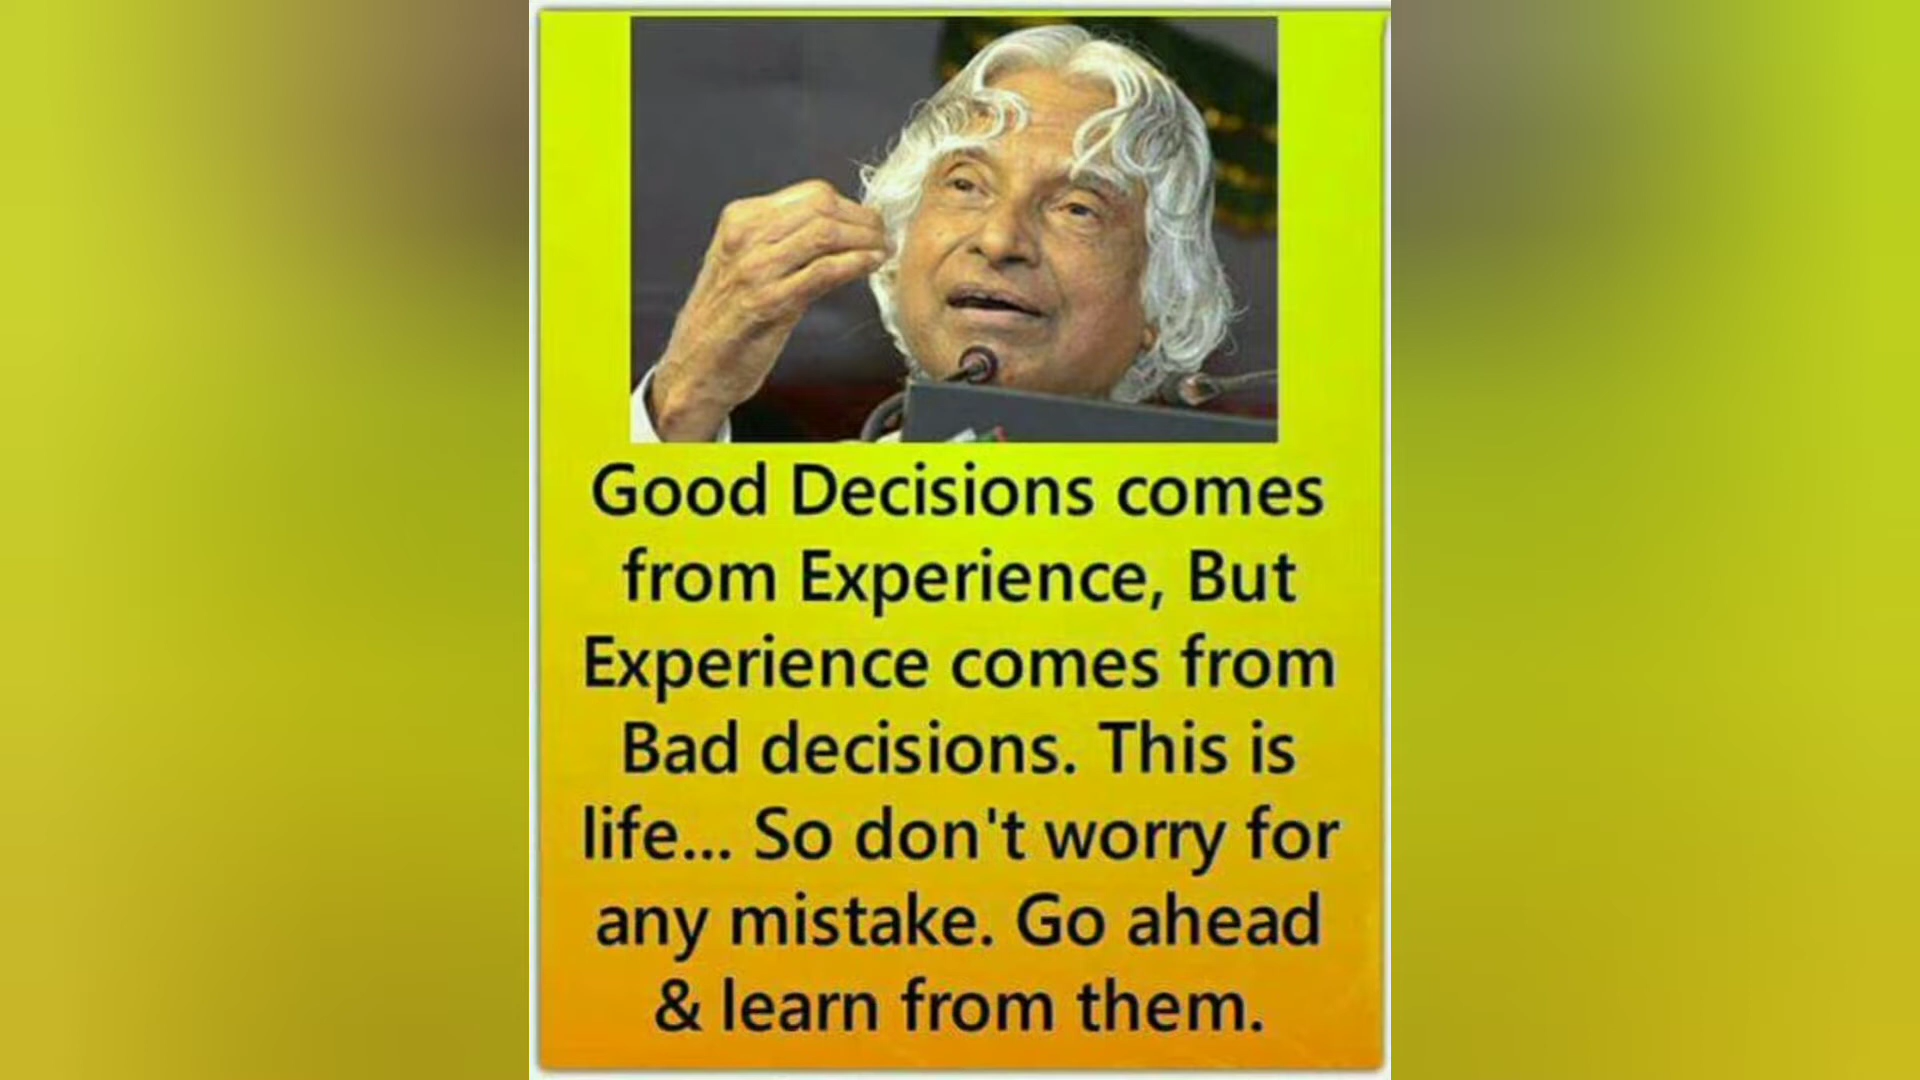 Good Decisions comes
from Experience, But
Experience comes from
Bad decisions. This is
life... So don't worry for
any mistake. Go ahead
& learn from them.